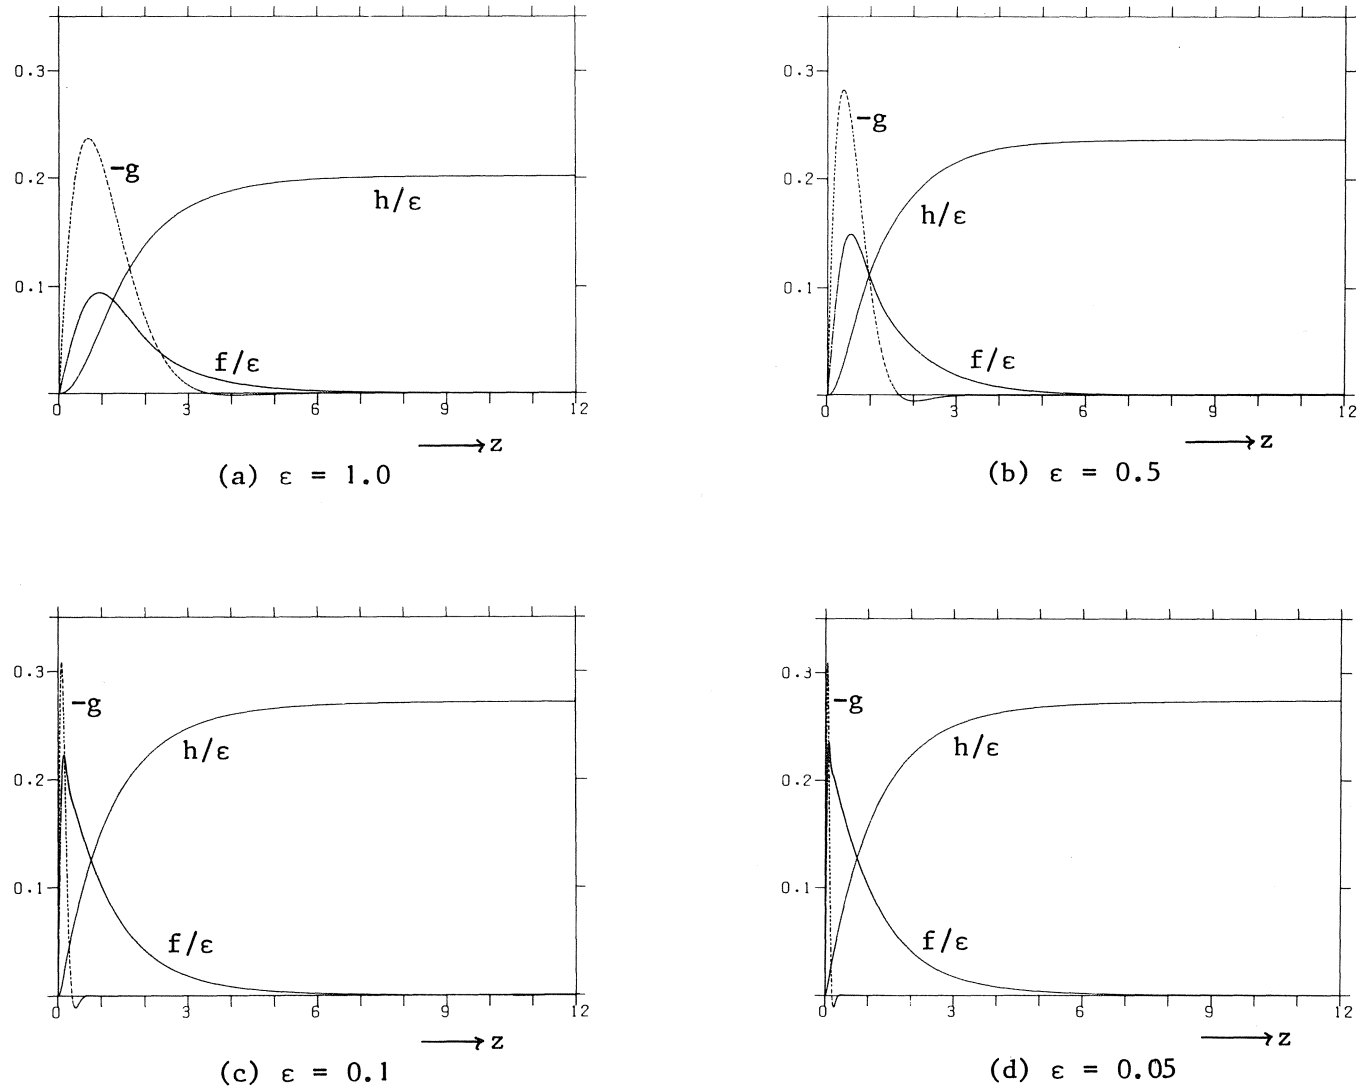 0.3
-g
0.2
h/ε
0.1
f/ε
0 3 6 9 12
→ z
(a) ε = 1.0
0.3
-g
0.2
h/ε
0.1
f/ε
0 3 6 9 12
→ z
(b) ε = 0.5
0.3
-g
h/ε
0.2
0.1
f/ε
0 3 6 9 12
→ z
(c) ε = 0.1
0.3
-g
h/ε
0.2
0.1
f/ε
0 3 6 9 12
→ z
(d) ε = 0.05